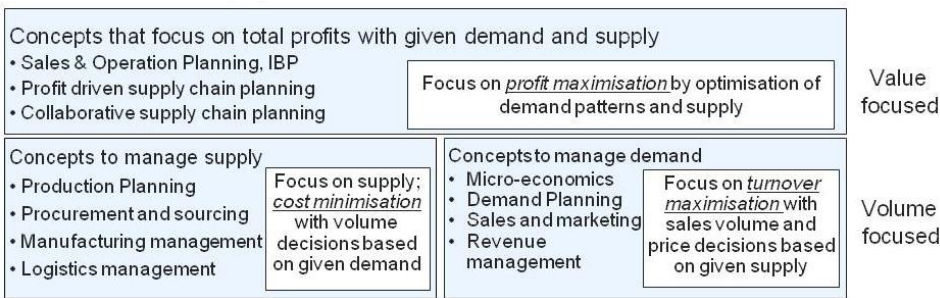 Concepts that focus on total profits with given demand and supply
• Sales & Operation Planning, IBP
• Profit driven supply chain planning
• Collaborative supply chain planning
Focus on profit maximisation by optimisation of
demand patterns and supply
Value
focused
Concepts to manage supply
• Production Planning
• Procurement and sourcing
• Manufacturing management
• Logistics management
Focus on supply;
cost minimisation
with volume
decisions based
on given demand
Concepts to manage demand
• Micro-economics
• Demand Planning
• Sales and marketing
• Revenue
management
Focus on turnover
maximisation with
sales volume and
price decisions based
on given supply
Volume
focused